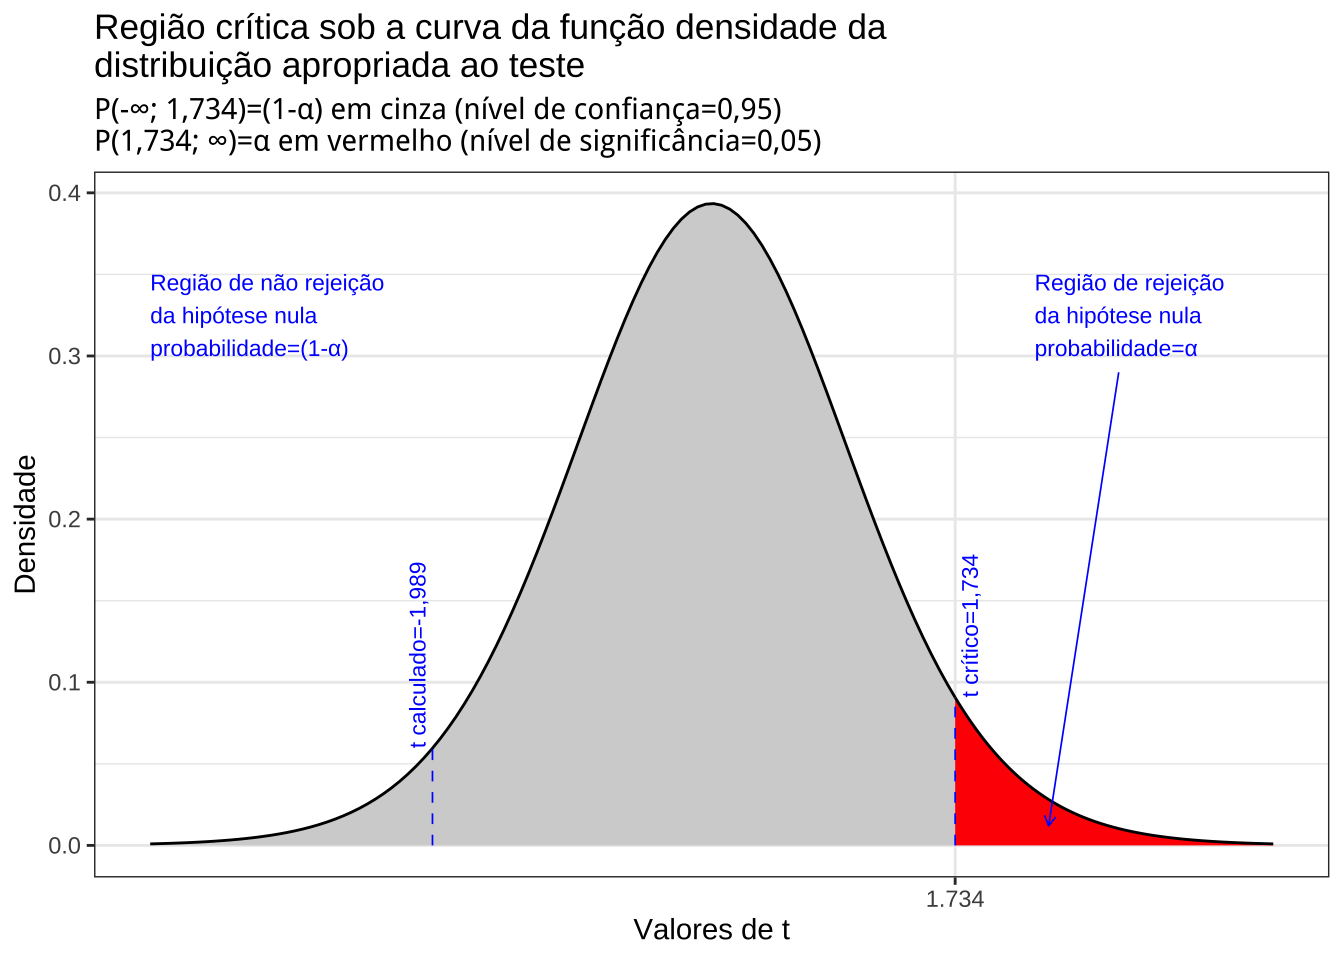 Região crítica sob a curva da função densidade da
distribuição apropriada ao teste
P(-∞; 1,734)=(1-α) em cinza (nível de confiança=0,95)
P(1,734; ∞)=α em vermelho (nível de significância=0,05)
0.4
0.3
0.2
0.1
0.0
Densidade
Região de não rejeição
da hipótese nula
probabilidade=(1-α)
Região de rejeição
da hipótese nula
probabilidade=α
t calculado=-1,989
t crítico=1,734
1.734
Valores de t